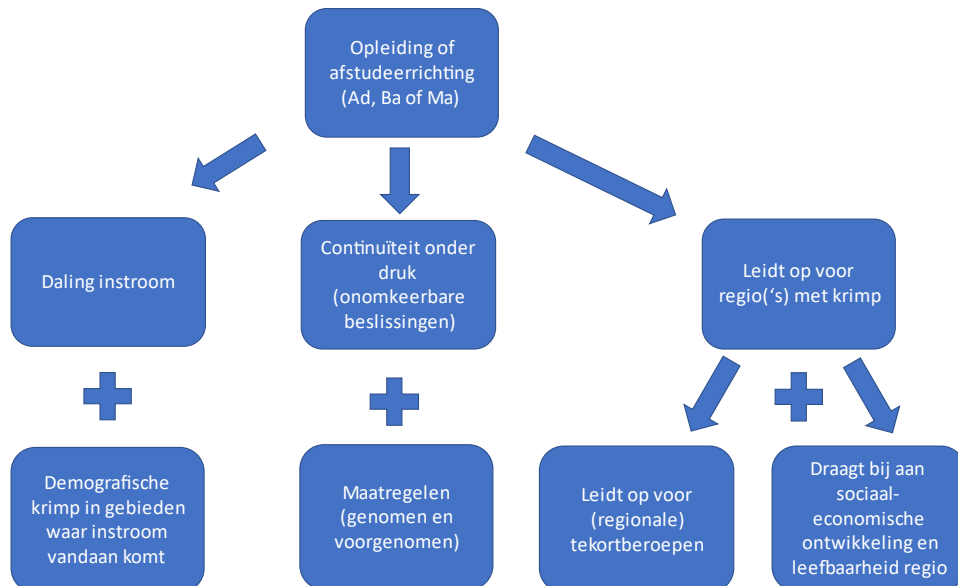 Opleiding of
afstudeerrichting
(Ad, Ba of Ma)
Daling instroom
Continuïteit onder
druk
(onomkeerbare
beslissingen)
Leidt op voor
regio(‘s) met krimp
Demografische
krimp in gebieden
waar instroom
vandaan komt
Maatregelen
(genomen en
voorgenomen)
Leidt op voor
(regionale)
tekortberoepen
Draagt bij aan
sociaal-
economische
ontwikkeling en
leefbaarheid regio